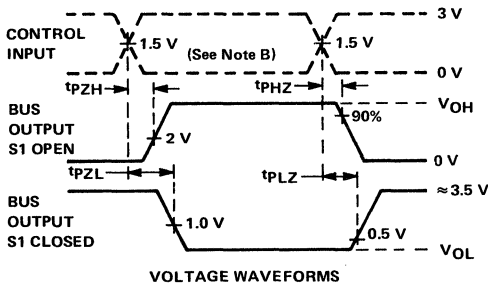 3 V
CONTROL
INPUT
1.5 V
(See Note B)
1.5 V
0 V
tPZH
tPHZ
BUS
OUTPUT
S1 OPEN
2 V
90%
VOH
0 V
tPZL
tPLZ
≈3.5 V
BUS
OUTPUT
S1 CLOSED
1.0 V
0.5 V
VOL
VOLTAGE WAVEFORMS